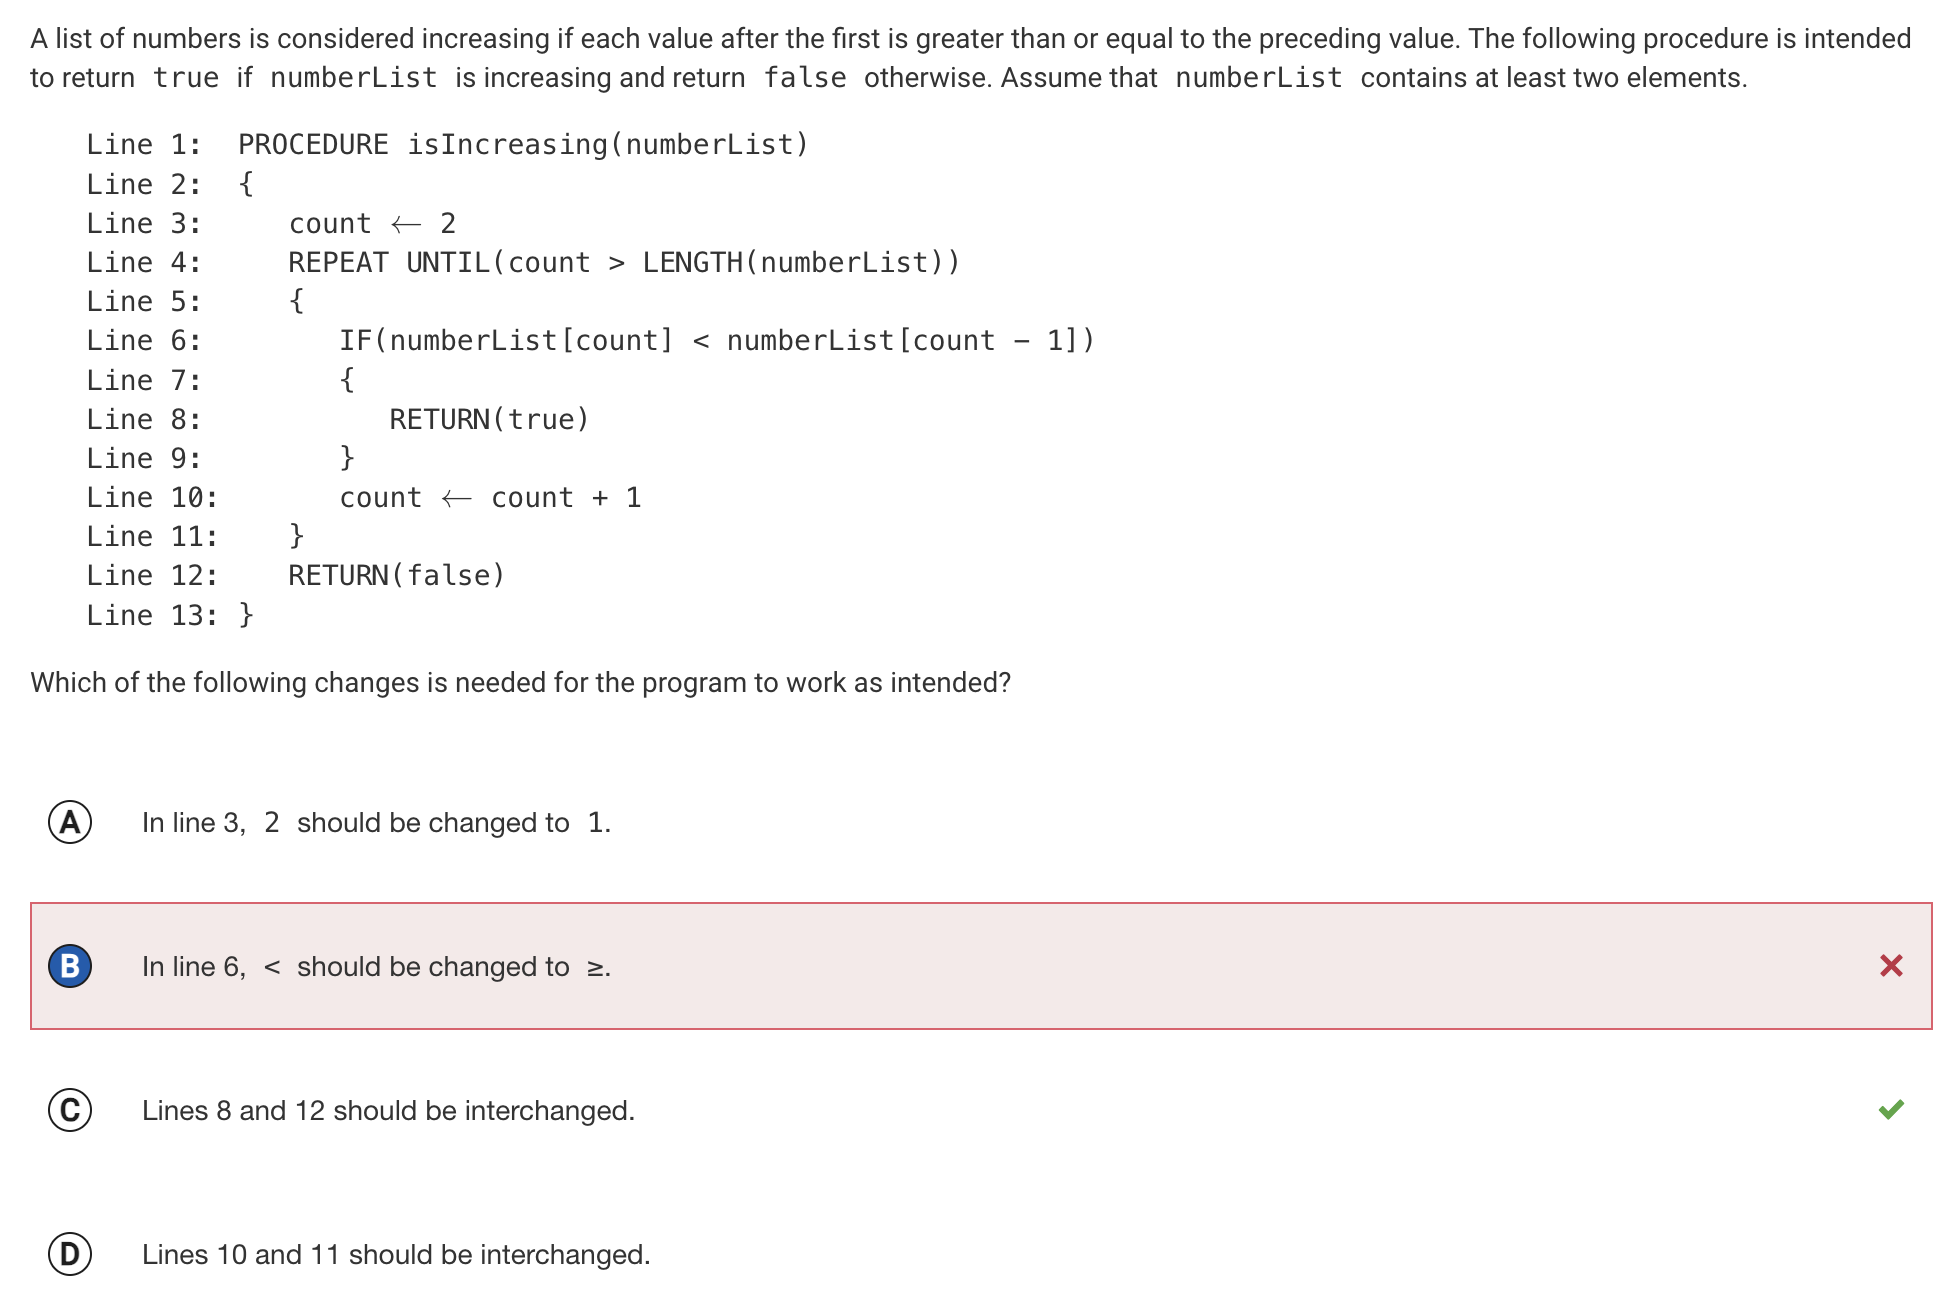 A list of numbers is considered increasing if each value after the first is greater than or equal to the preceding value. The following procedure is intended
to return true if numberList is increasing and return false otherwise. Assume that numberList contains at least two elements.
Line 1: PROCEDURE isIncreasing(numberList)
Line 2: {
Line 3: count ← 2
Line 4: REPEAT UNTIL(count > LENGTH(numberList))
Line 5: {
Line 6: IF(numberList[count] < numberList[count - 1])
Line 7: {
Line 8: RETURN(true)
Line 9: }
Line 10: count ← count + 1
Line 11: }
Line 12: RETURN(false)
Line 13: }
Which of the following changes is needed for the program to work as intended?
A In line 3, 2 should be changed to 1.
B In line 6, < should be changed to ≥.
C Lines 8 and 12 should be interchanged.
D Lines 10 and 11 should be interchanged.